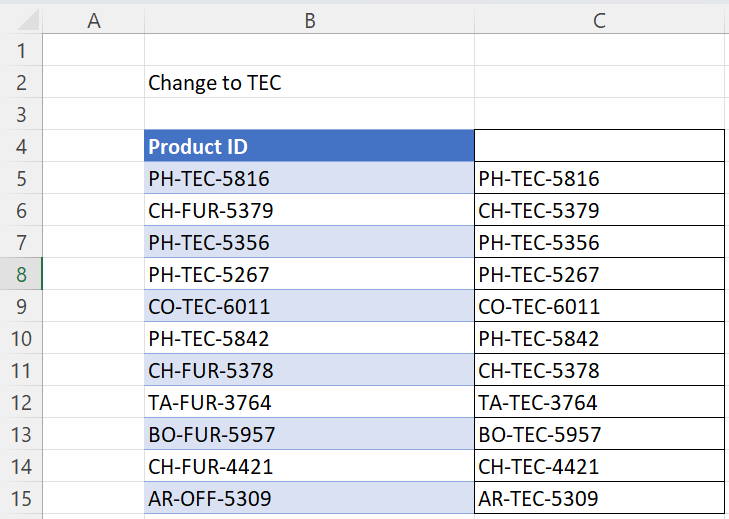 A B C
1
2 Change to TEC
3
4 Product ID
5 PH-TEC-5816 PH-TEC-5816
6 CH-FUR-5379 CH-TEC-5379
7 PH-TEC-5356 PH-TEC-5356
8 PH-TEC-5267 PH-TEC-5267
9 CO-TEC-6011 CO-TEC-6011
10 PH-TEC-5842 PH-TEC-5842
11 CH-FUR-5378 CH-TEC-5378
12 TA-FUR-3764 TA-TEC-3764
13 BO-FUR-5957 BO-TEC-5957
14 CH-FUR-4421 CH-TEC-4421
15 AR-OFF-5309 AR-TEC-5309